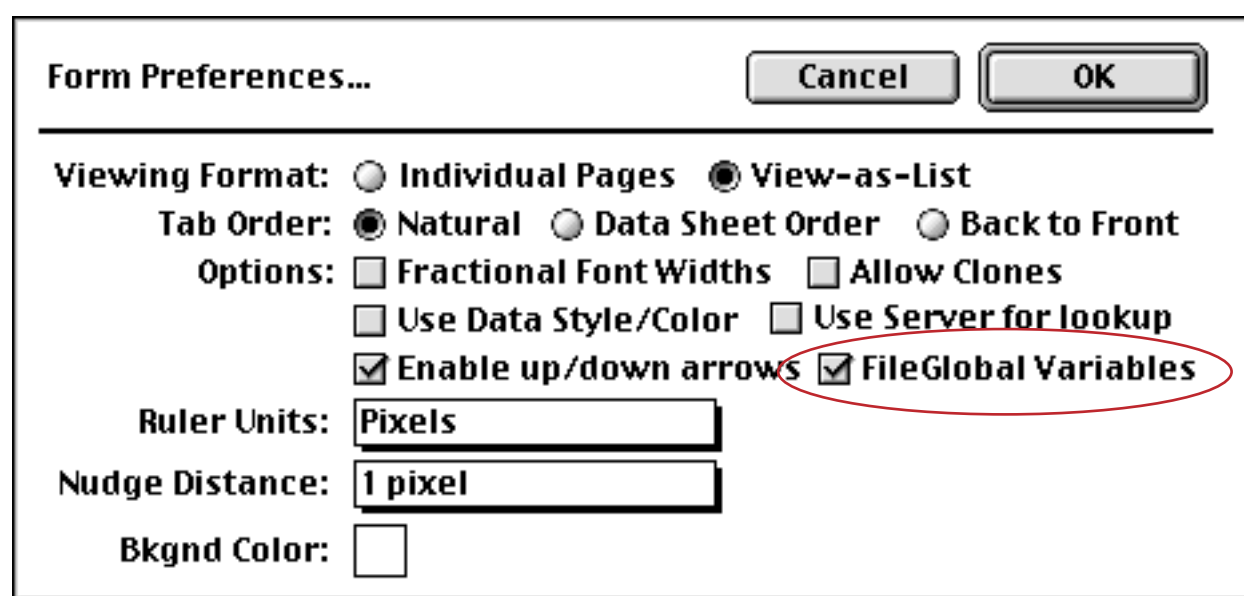 Form Preferences... Cancel OK
Viewing Format: Individual Pages View-as-List
Tab Order: Natural Data Sheet Order Back to Front
Options: Fractional Font Widths Allow Clones
Use Data Style/Color Use Server for lookup
Enable up/down arrows FileGlobal Variables
Ruler Units: Pixels
Nudge Distance: 1 pixel
Bkgnd Color: